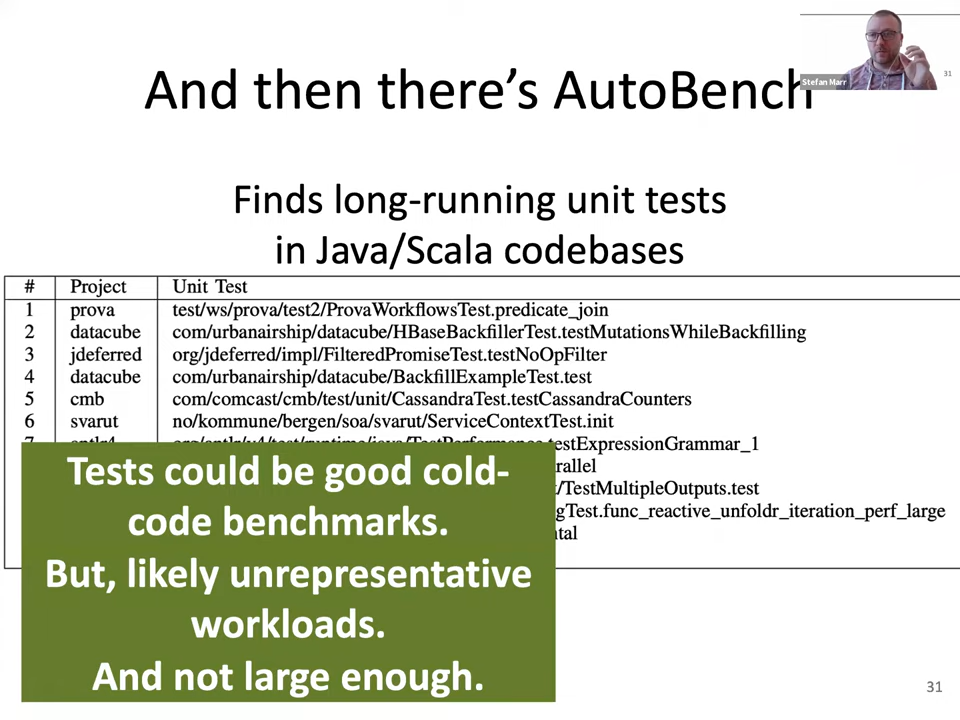 Stefan Marr
31
And then there's AutoBench
Finds long-running unit tests
in Java/Scala codebases
# Project Unit Test
1 prova test/ws/prova/test2/ProvaWorkflowsTest.predicate_join
2 datacube com/urbanairship/datacube/HBaseBackfillerTest.testMutationsWhileBackfilling
3 jdeferred org/jdeferred/impl/FilteredPromiseTest.testNoOpFilter
4 datacube com/urbanairship/datacube/BackfillExampleTest.test
5 cmb com/comcast/cmb/test/unit/CassandraTest.testCassandraCounters
6 svarut no/kommune/bergen/soa/svarut/ServiceContextTest.init
7 antlr4 org/antlr/v4/test/runtime/java/TestPerformance.testExpressionGrammar_1
/TestMultipleOutputs.test
gTest.func_reactive_unfoldr_iteration_perf_large
Tests could be good cold-
code benchmarks.
But, likely unrepresentative
workloads.
And not large enough.
31